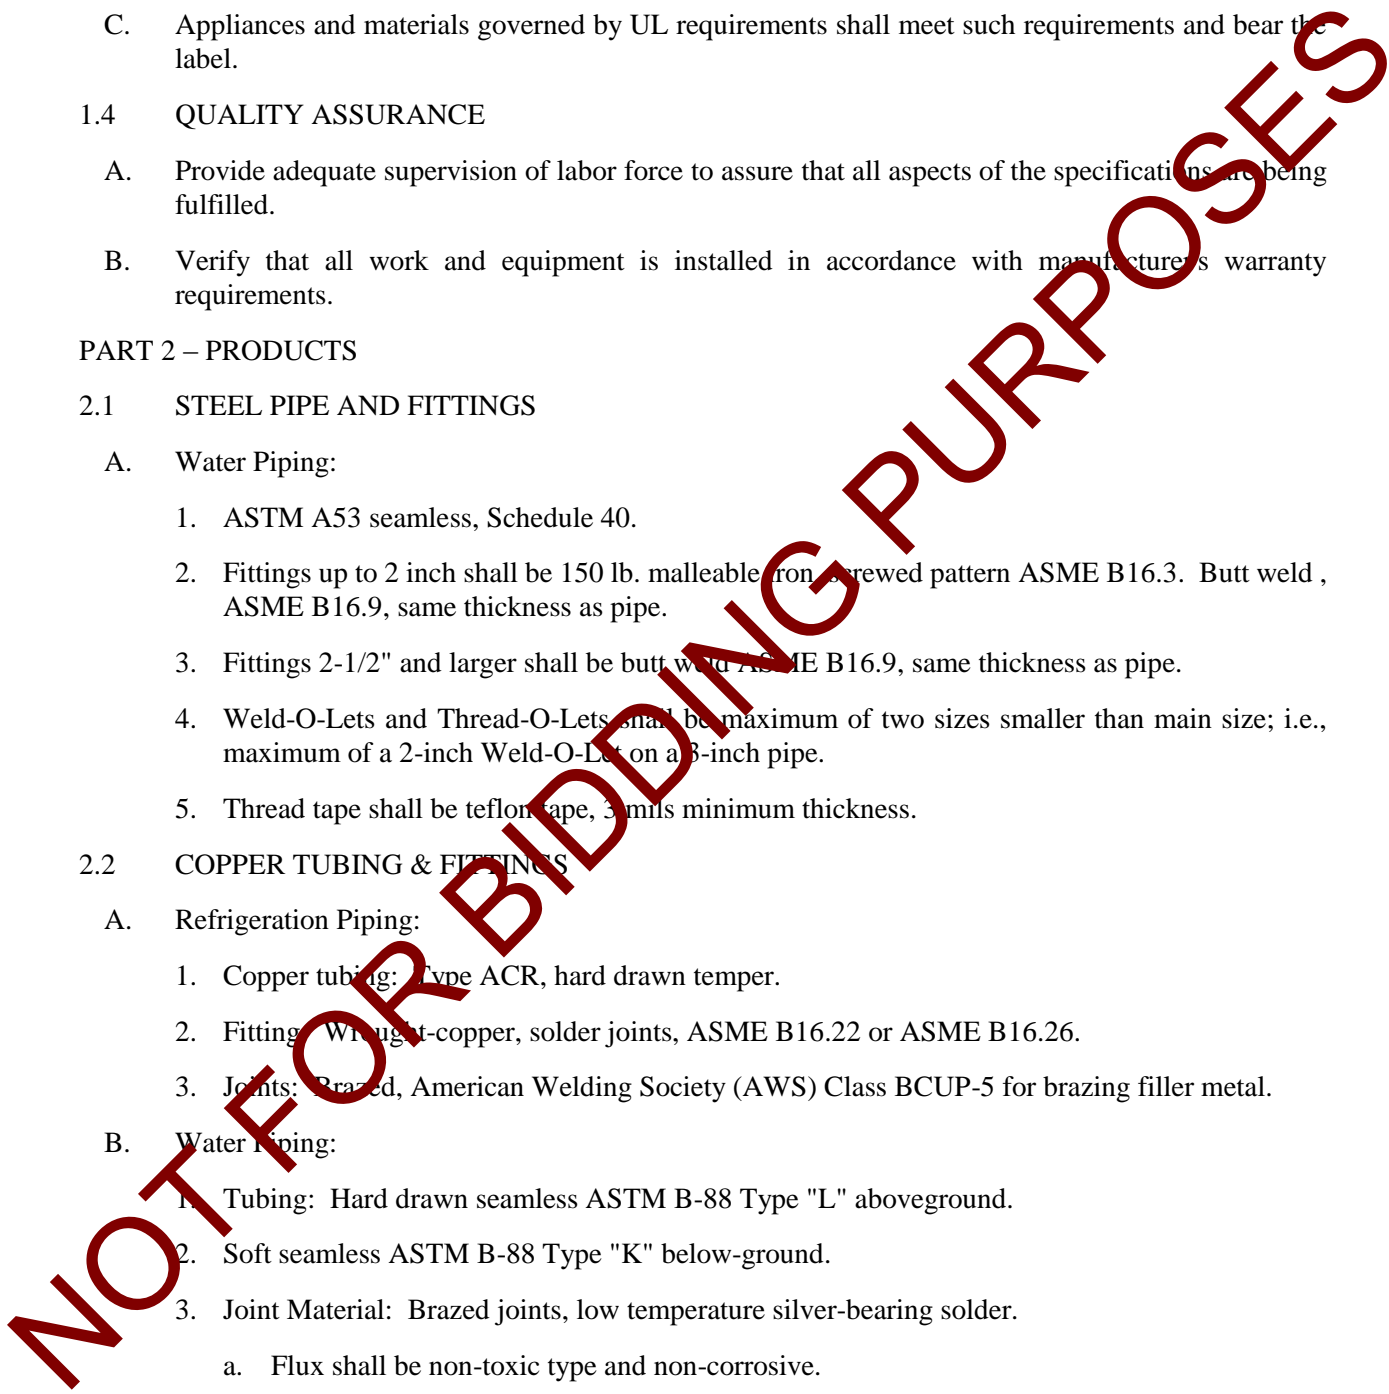 C. Appliances and materials governed by UL requirements shall meet such requirements and bear the
label.
1.4 QUALITY ASSURANCE
A. Provide adequate supervision of labor force to assure that all aspects of the specifications are being
fulfilled.
B. Verify that all work and equipment is installed in accordance with manufacturer's warranty
requirements.
PART 2 – PRODUCTS
2.1 STEEL PIPE AND FITTINGS
A. Water Piping:
1. ASTM A53 seamless, Schedule 40.
2. Fittings up to 2 inch shall be 150 lb. malleable iron, screwed pattern ASME B16.3. Butt weld ,
ASME B16.9, same thickness as pipe.
3. Fittings 2-1/2" and larger shall be butt weld ASME B16.9, same thickness as pipe.
4. Weld-O-Lets and Thread-O-Lets shall be maximum of two sizes smaller than main size; i.e.,
maximum of a 2-inch Weld-O-Let on a 3-inch pipe.
5. Thread tape shall be teflon tape, 3 mils minimum thickness.
2.2 COPPER TUBING & FITTINGS
A. Refrigeration Piping:
1. Copper tubing: Type ACR, hard drawn temper.
2. Fittings: Wrought-copper, solder joints, ASME B16.22 or ASME B16.26.
3. Joints: Brazed, American Welding Society (AWS) Class BCUP-5 for brazing filler metal.
B. Water Piping:
1. Tubing: Hard drawn seamless ASTM B-88 Type "L" aboveground.
2. Soft seamless ASTM B-88 Type "K" below-ground.
3. Joint Material: Brazed joints, low temperature silver-bearing solder.
a. Flux shall be non-toxic type and non-corrosive.
NOT FOR BIDDING PURPOSES